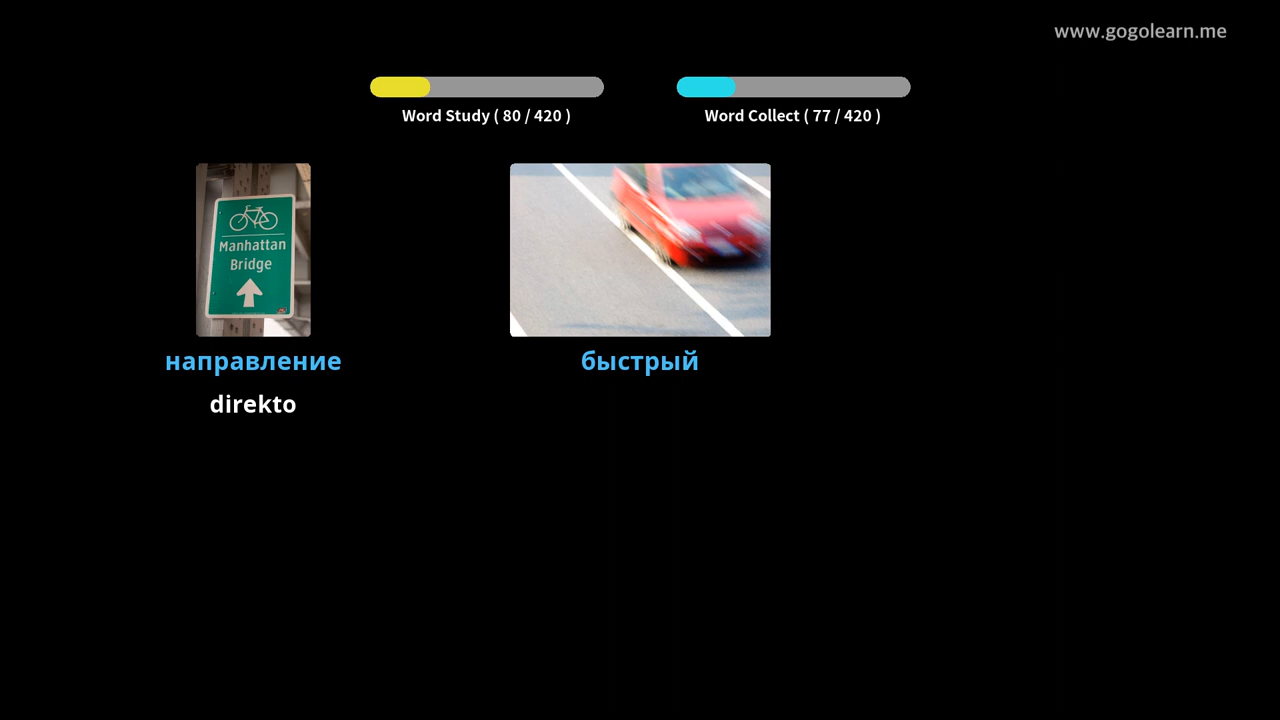 www.gogolearn.me
Word Study ( 80 / 420 )
Word Collect ( 77 / 420 )
Manhattan
Bridge
направление
быстрый
direkto